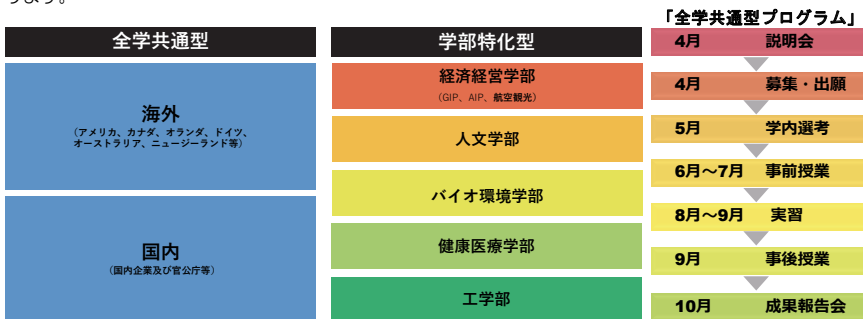 ります。
全学共通型
海外
(アメリカ、カナダ、オランダ、ドイツ、
オーストラリア、ニュージーランド等)
国内
(国内企業及び官公庁等)
学部特化型
経済経営学部
(GIP、AIP、航空観光)
人文学部
バイオ環境学部
健康医療学部
工学部
「全学共通型プログラム」
4月 説明会
4月 募集・出願
5月 学内選考
6月～7月 事前授業
8月～9月 実習
9月 事後授業
10月 成果報告会